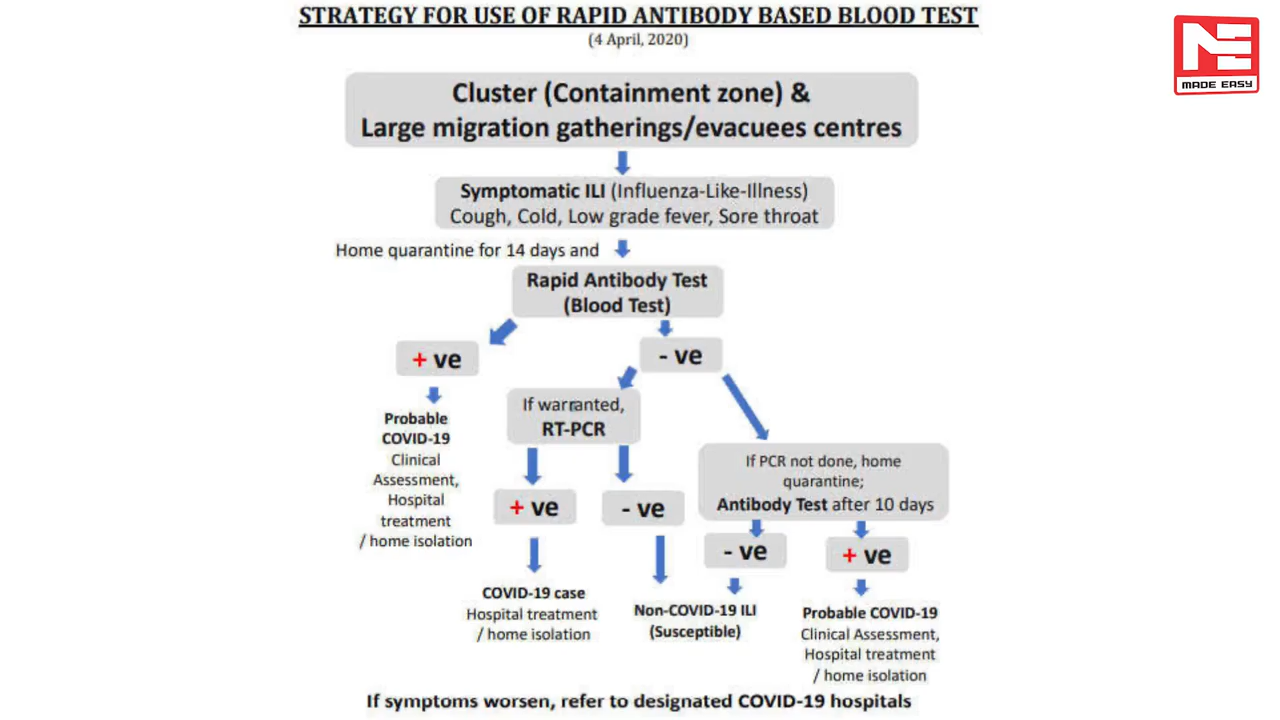 STRATEGY FOR USE OF RAPID ANTIBODY BASED BLOOD TEST
(4 April, 2020)
ME
MADE EASY
Cluster (Containment zone) &
Large migration gatherings/evacuees centres
Symptomatic ILI (Influenza-Like-Illness)
Cough, Cold, Low grade fever, Sore throat
Home quarantine for 14 days and
Rapid Antibody Test
(Blood Test)
+ ve
- ve
Probable
COVID-19
Clinical
Assessment,
Hospital
treatment
/ home isolation
If warranted,
RT-PCR
If PCR not done, home
quarantine;
Antibody Test after 10 days
+ ve
- ve
- ve
+ ve
COVID-19 case
Hospital treatment
/ home isolation
Non-COVID-19 ILI
(Susceptible)
Probable COVID-19
Clinical Assessment,
Hospital treatment
/ home isolation
If symptoms worsen, refer to designated COVID-19 hospitals